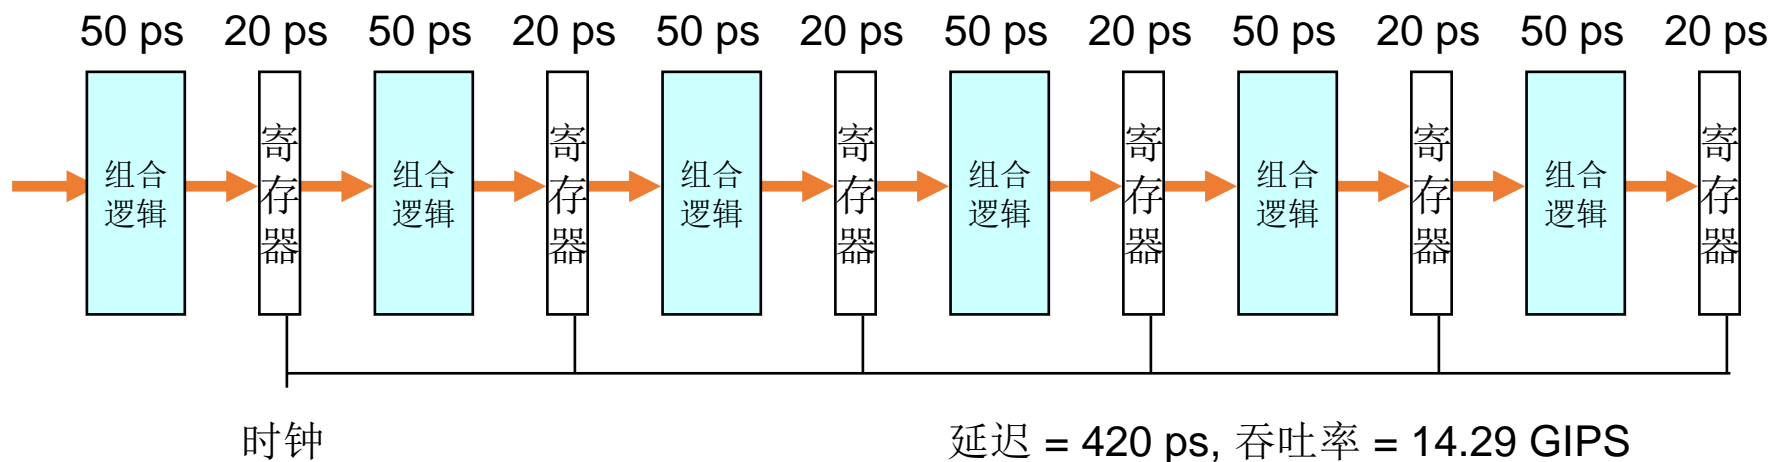 50 ps 20 ps 50 ps 20 ps 50 ps 20 ps 50 ps 20 ps 50 ps 20 ps 50 ps 20 ps
组合
逻辑
寄存器
组合
逻辑
寄存器
组合
逻辑
寄存器
组合
逻辑
寄存器
组合
逻辑
寄存器
组合
逻辑
寄存器
时钟
延迟 = 420 ps, 吞吐率 = 14.29 GIPS